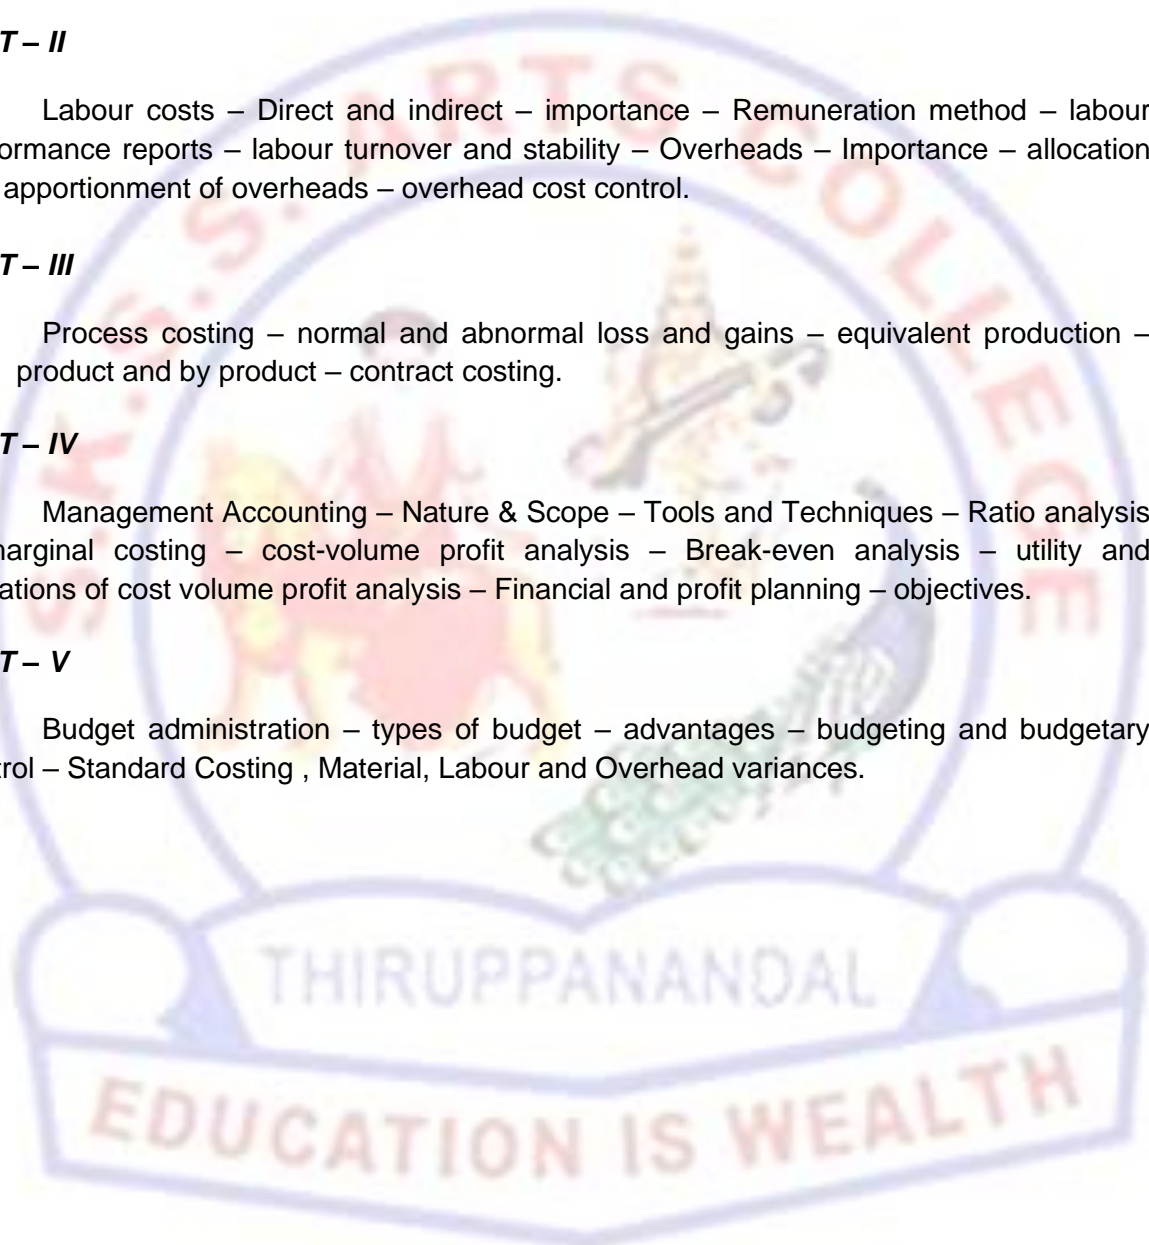 T – II
Labour costs – Direct and indirect – importance – Remuneration method – labour
ormance reports – labour turnover and stability – Overheads – Importance – allocation
apportionment of overheads – overhead cost control.
T – III
Process costing – normal and abnormal loss and gains – equivalent production –
product and by product – contract costing.
T – IV
Management Accounting – Nature & Scope – Tools and Techniques – Ratio analysis
narginal costing – cost-volume profit analysis – Break-even analysis – utility and
ations of cost volume profit analysis – Financial and profit planning – objectives.
T – V
Budget administration – types of budget – advantages – budgeting and budgetary
trol – Standard Costing , Material, Labour and Overhead variances.
S.K.S.S. ARTS COLLEGE
THIRUPPANANDAL
EDUCATION IS WEALTH